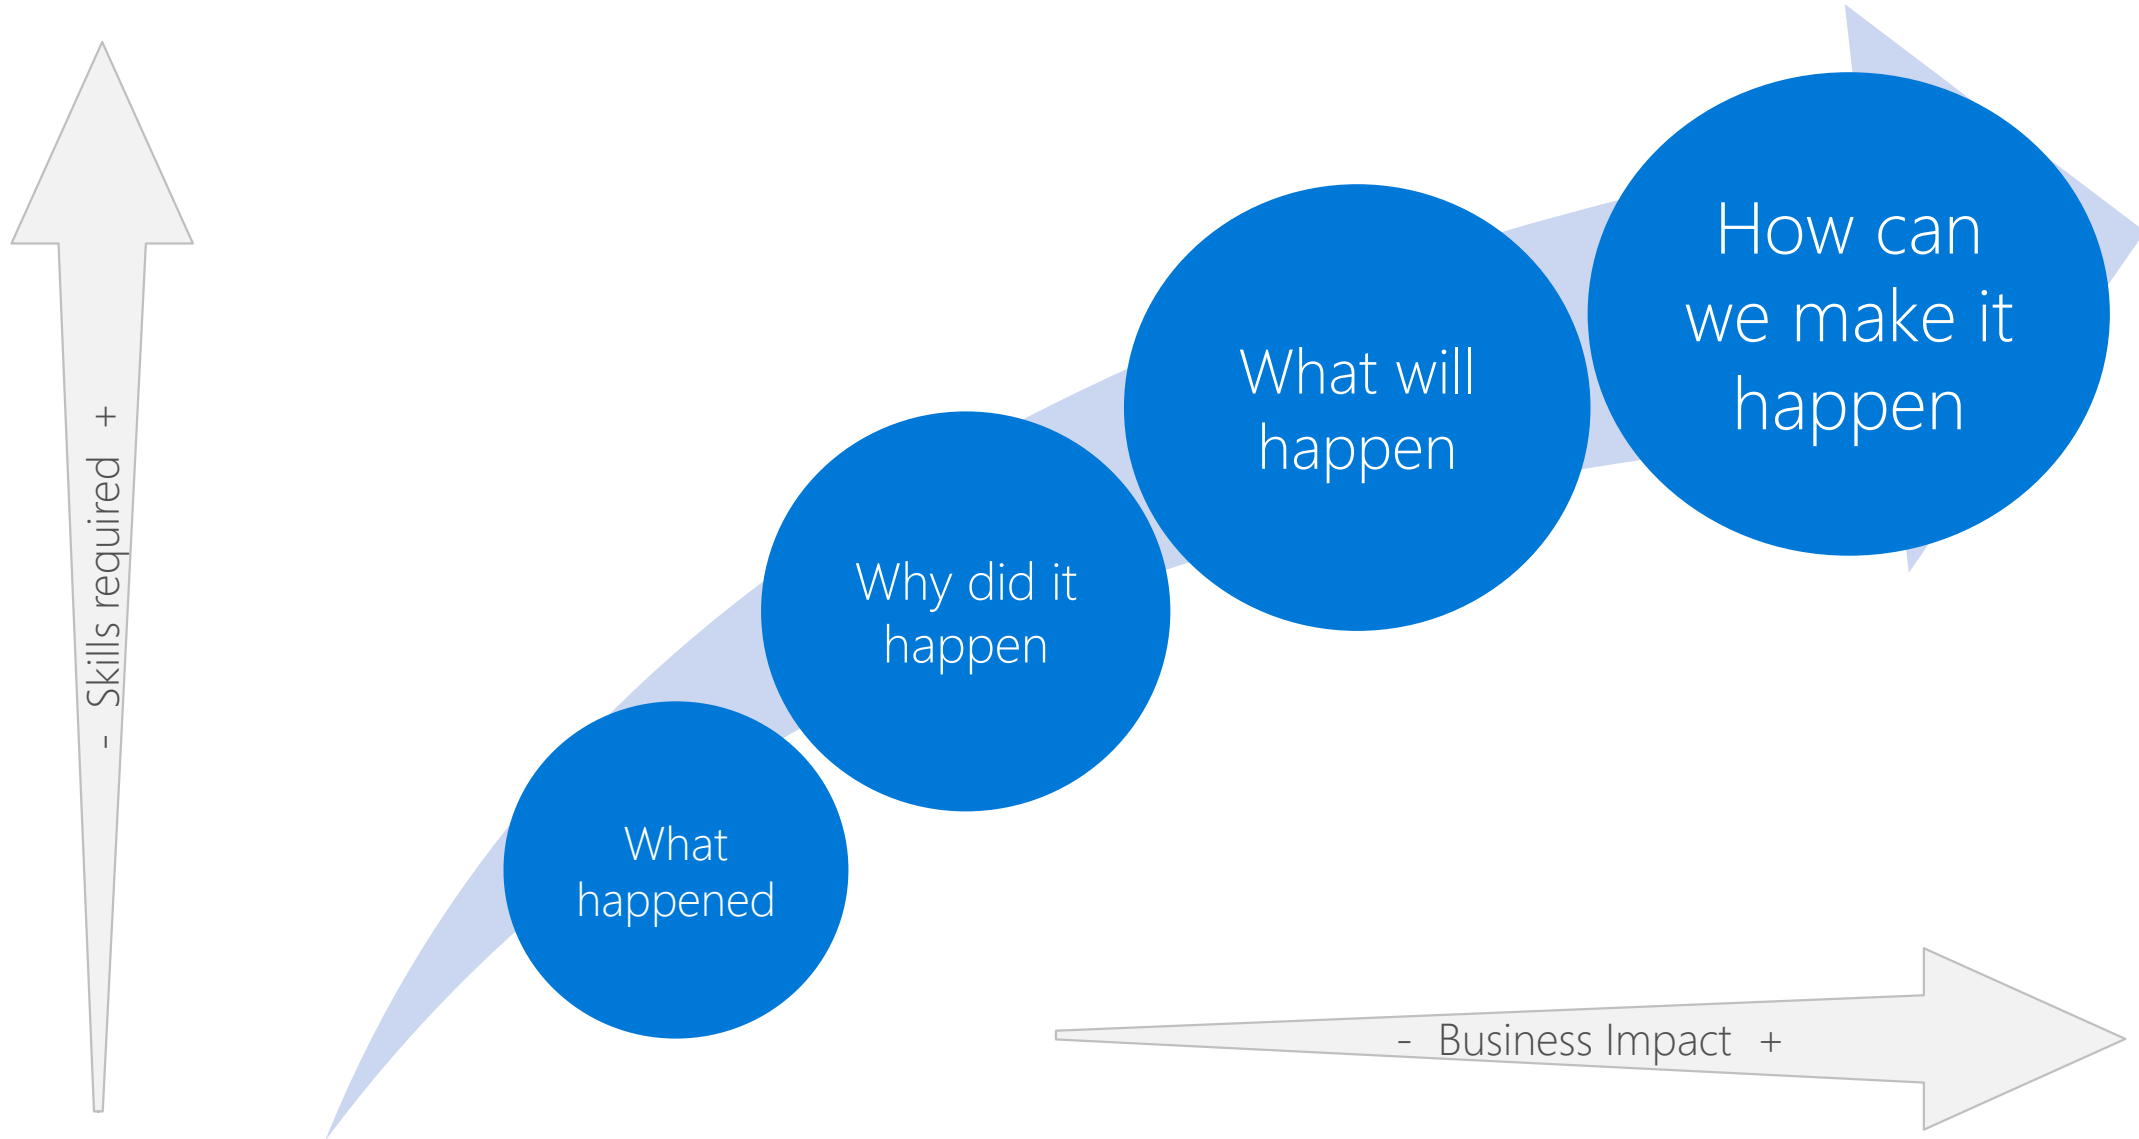 How can
we make it
happen
What will
happen
Why did it
happen
What
happened
- Skills required +
- Business Impact +